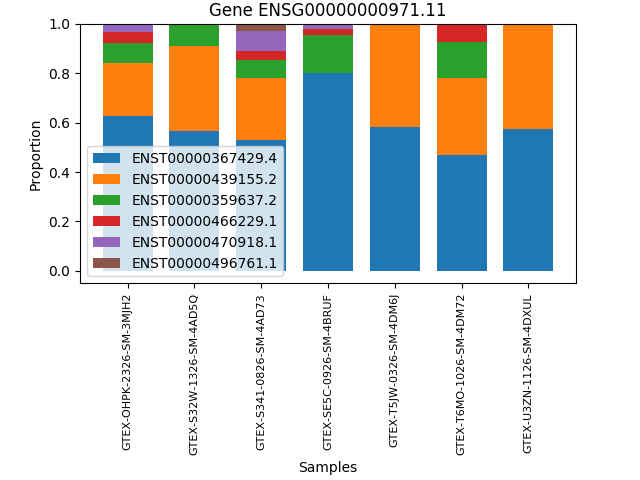 Gene ENSG00000000971.11
Proportion
1.0
0.8
0.6
0.4
0.2
0.0
ENST00000367429.4
ENST00000439155.2
ENST00000359637.2
ENST00000466229.1
ENST00000470918.1
ENST00000496761.1
GTEX-OHPK-2326-SM-3MJH2
GTEX-S32W-1326-SM-4AD5Q
GTEX-S341-0826-SM-4AD73
GTEX-SE5C-0926-SM-4BRUF
GTEX-T5JW-0326-SM-4DM6J
GTEX-T6MO-1026-SM-4DM72
GTEX-U3ZN-1126-SM-4DXUL
Samples